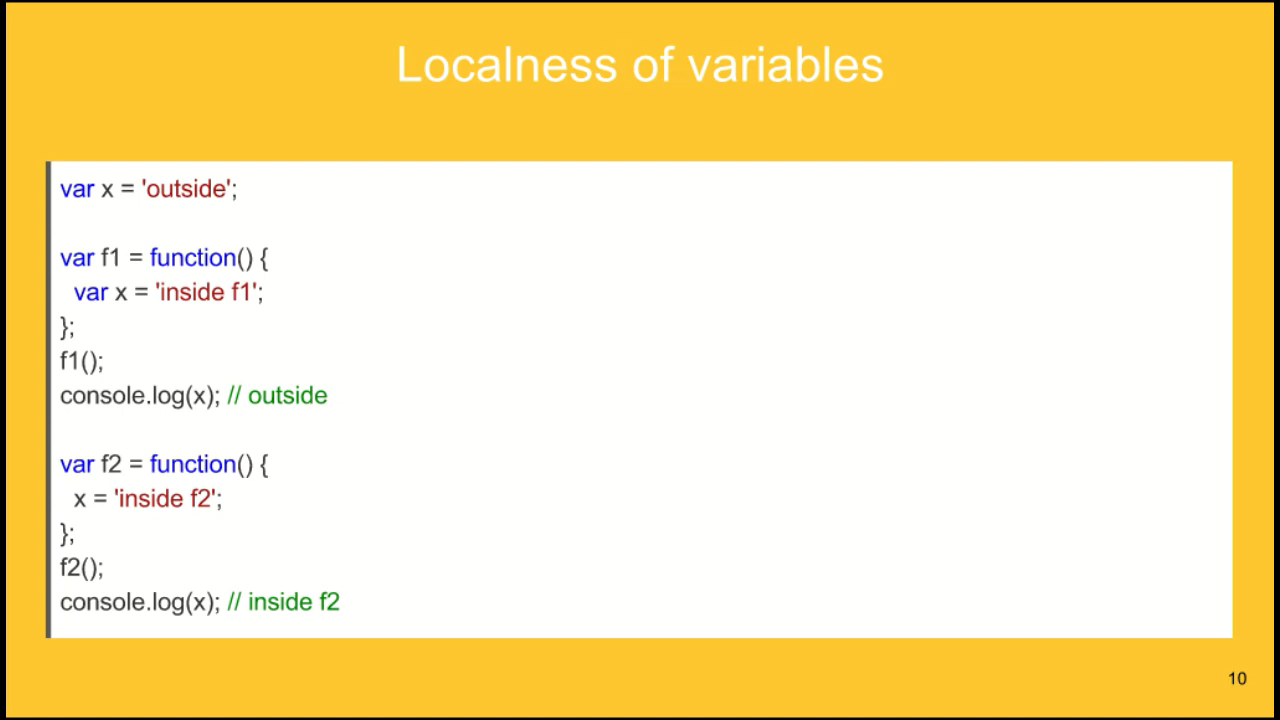 Localness of variables
var x = 'outside';
var f1 = function() {
var x = 'inside f1';
};
f1();
console.log(x); // outside
var f2 = function() {
x = 'inside f2';
};
f2();
console.log(x); // inside f2
10